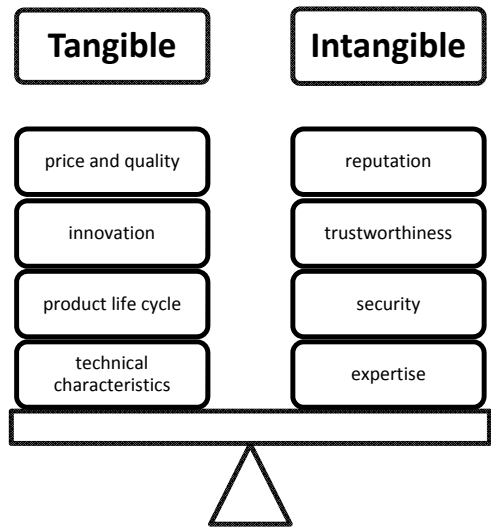 Tangible
Intangible
price and quality
reputation
innovation
trustworthiness
product life cycle
security
technical
characteristics
expertise